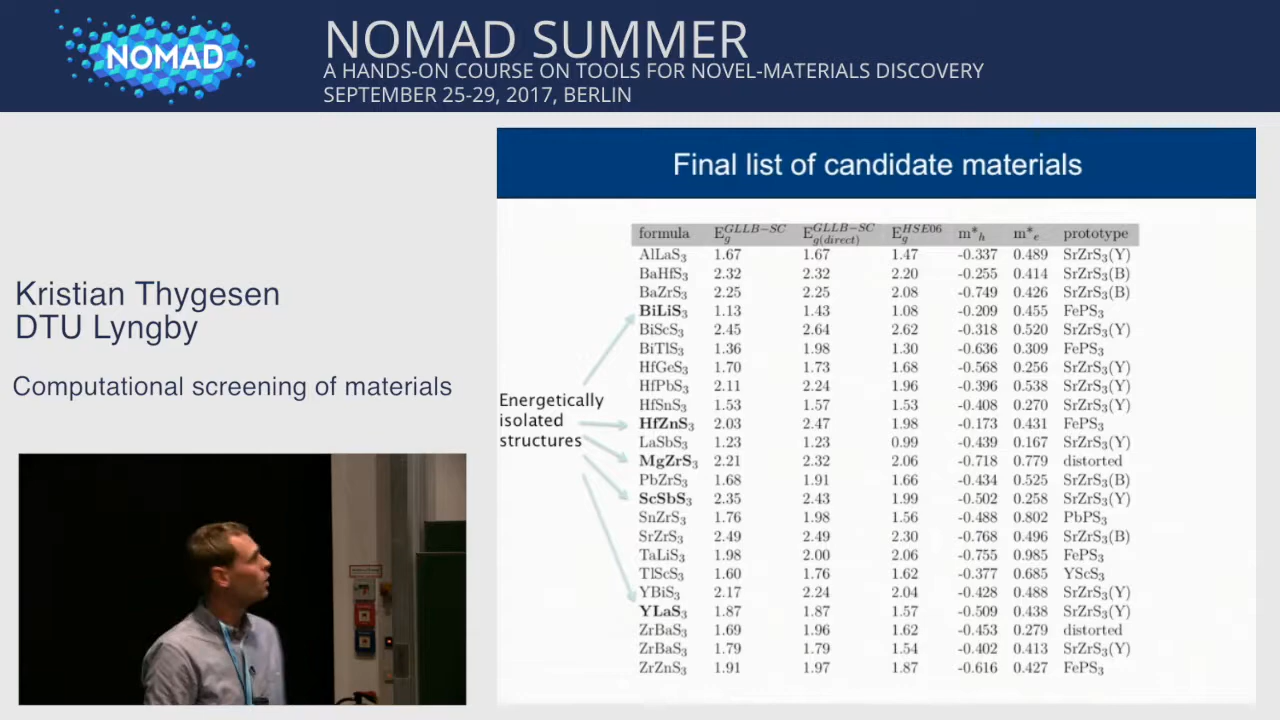 NOMAD
NOMAD SUMMER
A HANDS-ON COURSE ON TOOLS FOR NOVEL-MATERIALS DISCOVERY
SEPTEMBER 25-29, 2017, BERLIN
Kristian Thygesen
DTU Lyngby
Computational screening of materials
Final list of candidate materials
Energetically
isolated
structures
formula E_g^{GLLB-SC} E_{g(direct)}^{GLLB-SC} E_g^{HSE06} m*_h m*_e prototype
AlLaS₃ 1.67 1.67 1.47 -0.337 0.489 SrZrS₃(Y)
BaHfS₃ 2.32 2.32 2.20 -0.255 0.414 SrZrS₃(B)
BaZrS₃ 2.25 2.25 2.08 -0.749 0.426 SrZrS₃(B)
BiLiS₃ 1.13 1.43 1.08 -0.209 0.455 FePS₃
BiScS₃ 2.45 2.64 2.62 -0.318 0.520 SrZrS₃(Y)
BiTlS₃ 1.36 1.98 1.30 -0.636 0.309 FePS₃
HfGeS₃ 1.70 1.73 1.68 -0.568 0.256 SrZrS₃(Y)
HfPbS₃ 2.11 2.24 1.96 -0.396 0.538 SrZrS₃(Y)
HfSnS₃ 1.53 1.57 1.53 -0.408 0.270 SrZrS₃(Y)
HfZnS₃ 2.03 2.47 1.98 -0.173 0.431 FePS₃
LaSbS₃ 1.23 1.23 0.99 -0.439 0.167 SrZrS₃(Y)
MgZrS₃ 2.21 2.32 2.06 -0.718 0.779 distorted
PbZrS₃ 1.68 1.91 1.66 -0.434 0.525 SrZrS₃(B)
ScSbS₃ 2.35 2.43 1.99 -0.502 0.258 SrZrS₃(Y)
SnZrS₃ 1.76 1.98 1.56 -0.488 0.802 PbPS₃
SrZrS₃ 2.49 2.49 2.30 -0.768 0.496 SrZrS₃(B)
TaLiS₃ 1.98 2.00 2.06 -0.755 0.985 FePS₃
TlScS₃ 1.60 1.76 1.62 -0.377 0.685 YScS₃
YBiS₃ 2.17 2.24 2.04 -0.428 0.488 SrZrS₃(Y)
YLaS₃ 1.87 1.87 1.57 -0.509 0.438 SrZrS₃(Y)
ZrBaS₃ 1.69 1.96 1.62 -0.453 0.279 distorted
ZrBaS₃ 1.79 1.79 1.54 -0.402 0.413 SrZrS₃(Y)
ZrZnS₃ 1.91 1.97 1.87 -0.616 0.427 FePS₃